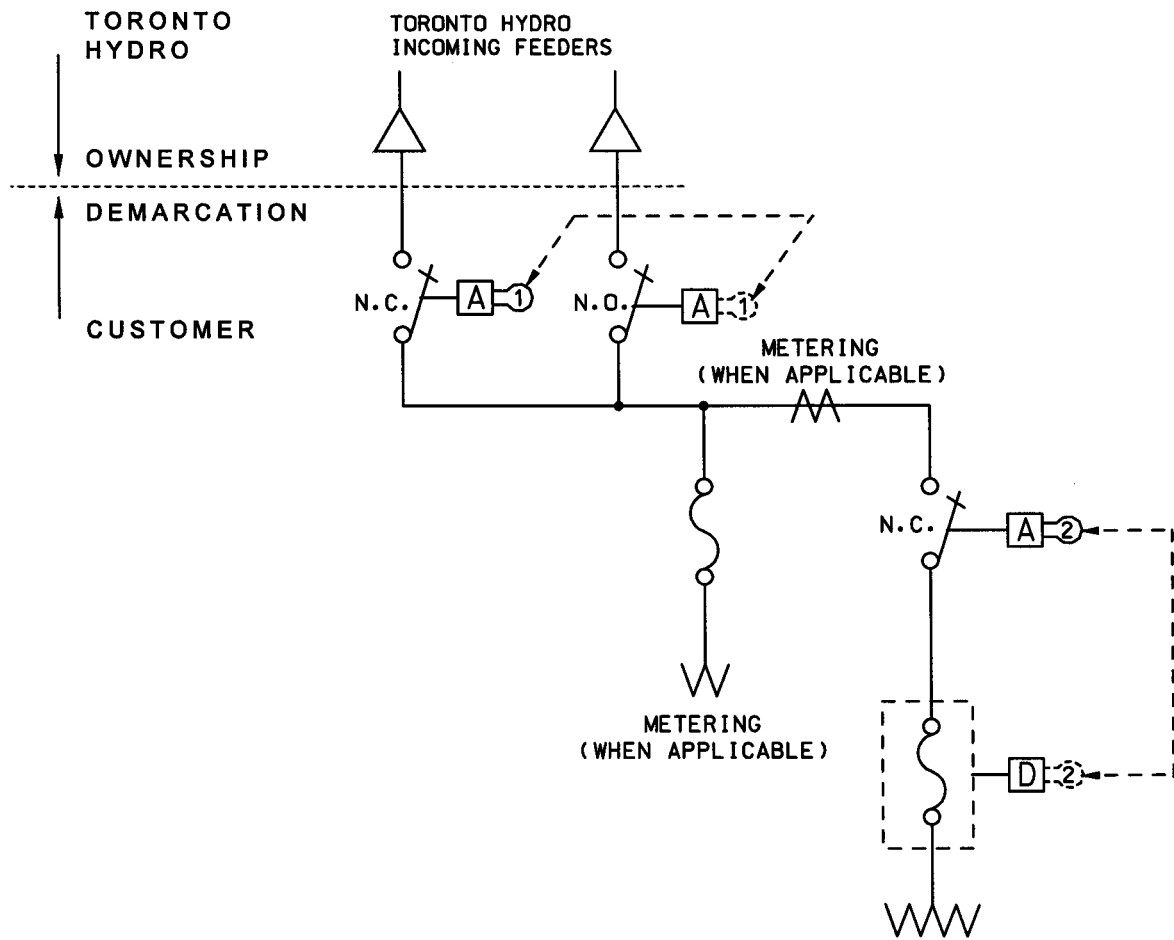 TORONTO
HYDRO
TORONTO HYDRO
INCOMING FEEDERS
OWNERSHIP
DEMARCATION
CUSTOMER
N.C.
A
1
N.O.
A
1
METERING
(WHEN APPLICABLE)
N.C.
A
2
METERING
(WHEN APPLICABLE)
D
2